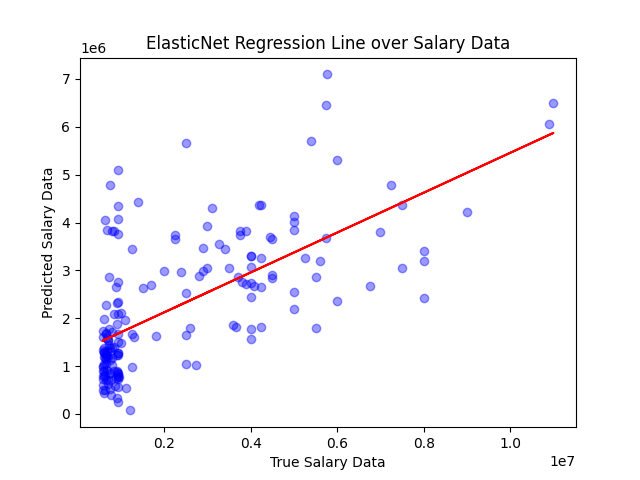 ElasticNet Regression Line over Salary Data
1e6
7
6
5
4
3
2
1
0
Predicted Salary Data
0.2 0.4 0.6 0.8 1.0
1e7
True Salary Data